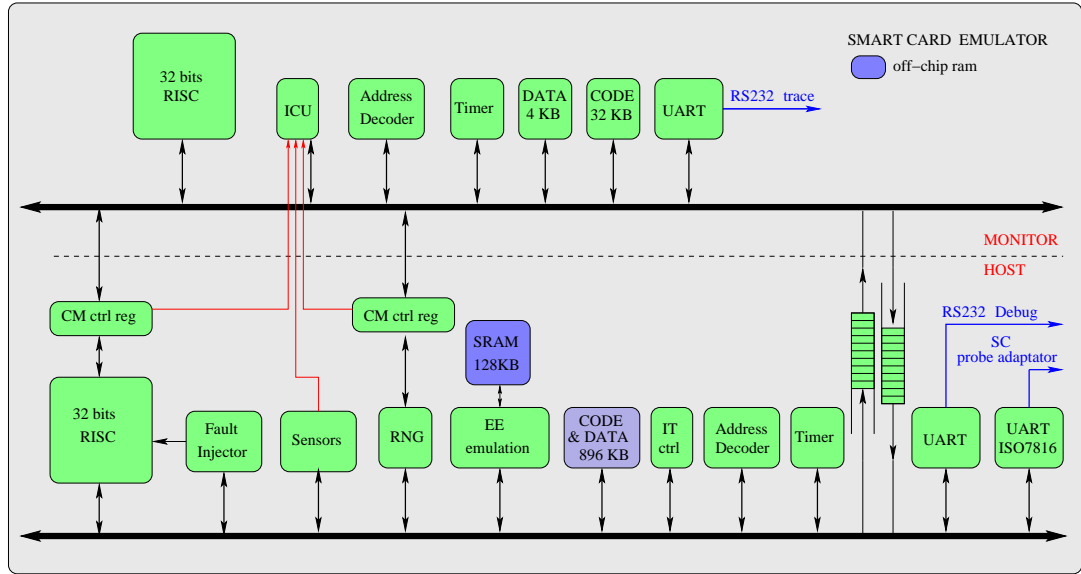 SMART CARD EMULATOR
off-chip ram
32 bits
RISC
ICU
Address
Decoder
Timer
DATA
4 KB
CODE
32 KB
UART
RS232 trace
MONITOR
HOST
CM ctrl reg
CM ctrl reg
SRAM
128KB
RS232 Debug
SC
probe adaptator
32 bits
RISC
Fault
Injector
Sensors
RNG
EE
emulation
CODE
& DATA
896 KB
IT
ctrl
Address
Decoder
Timer
UART
UART
ISO7816